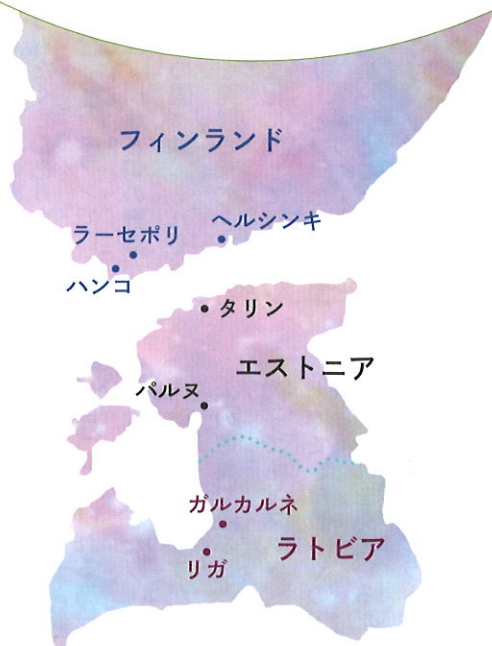 フィンランド
ヘルシンキ
ラーセポリ
ハンコ
タリン
エストニア
パルヌ
ガルカルネ
ラトビア
リガ